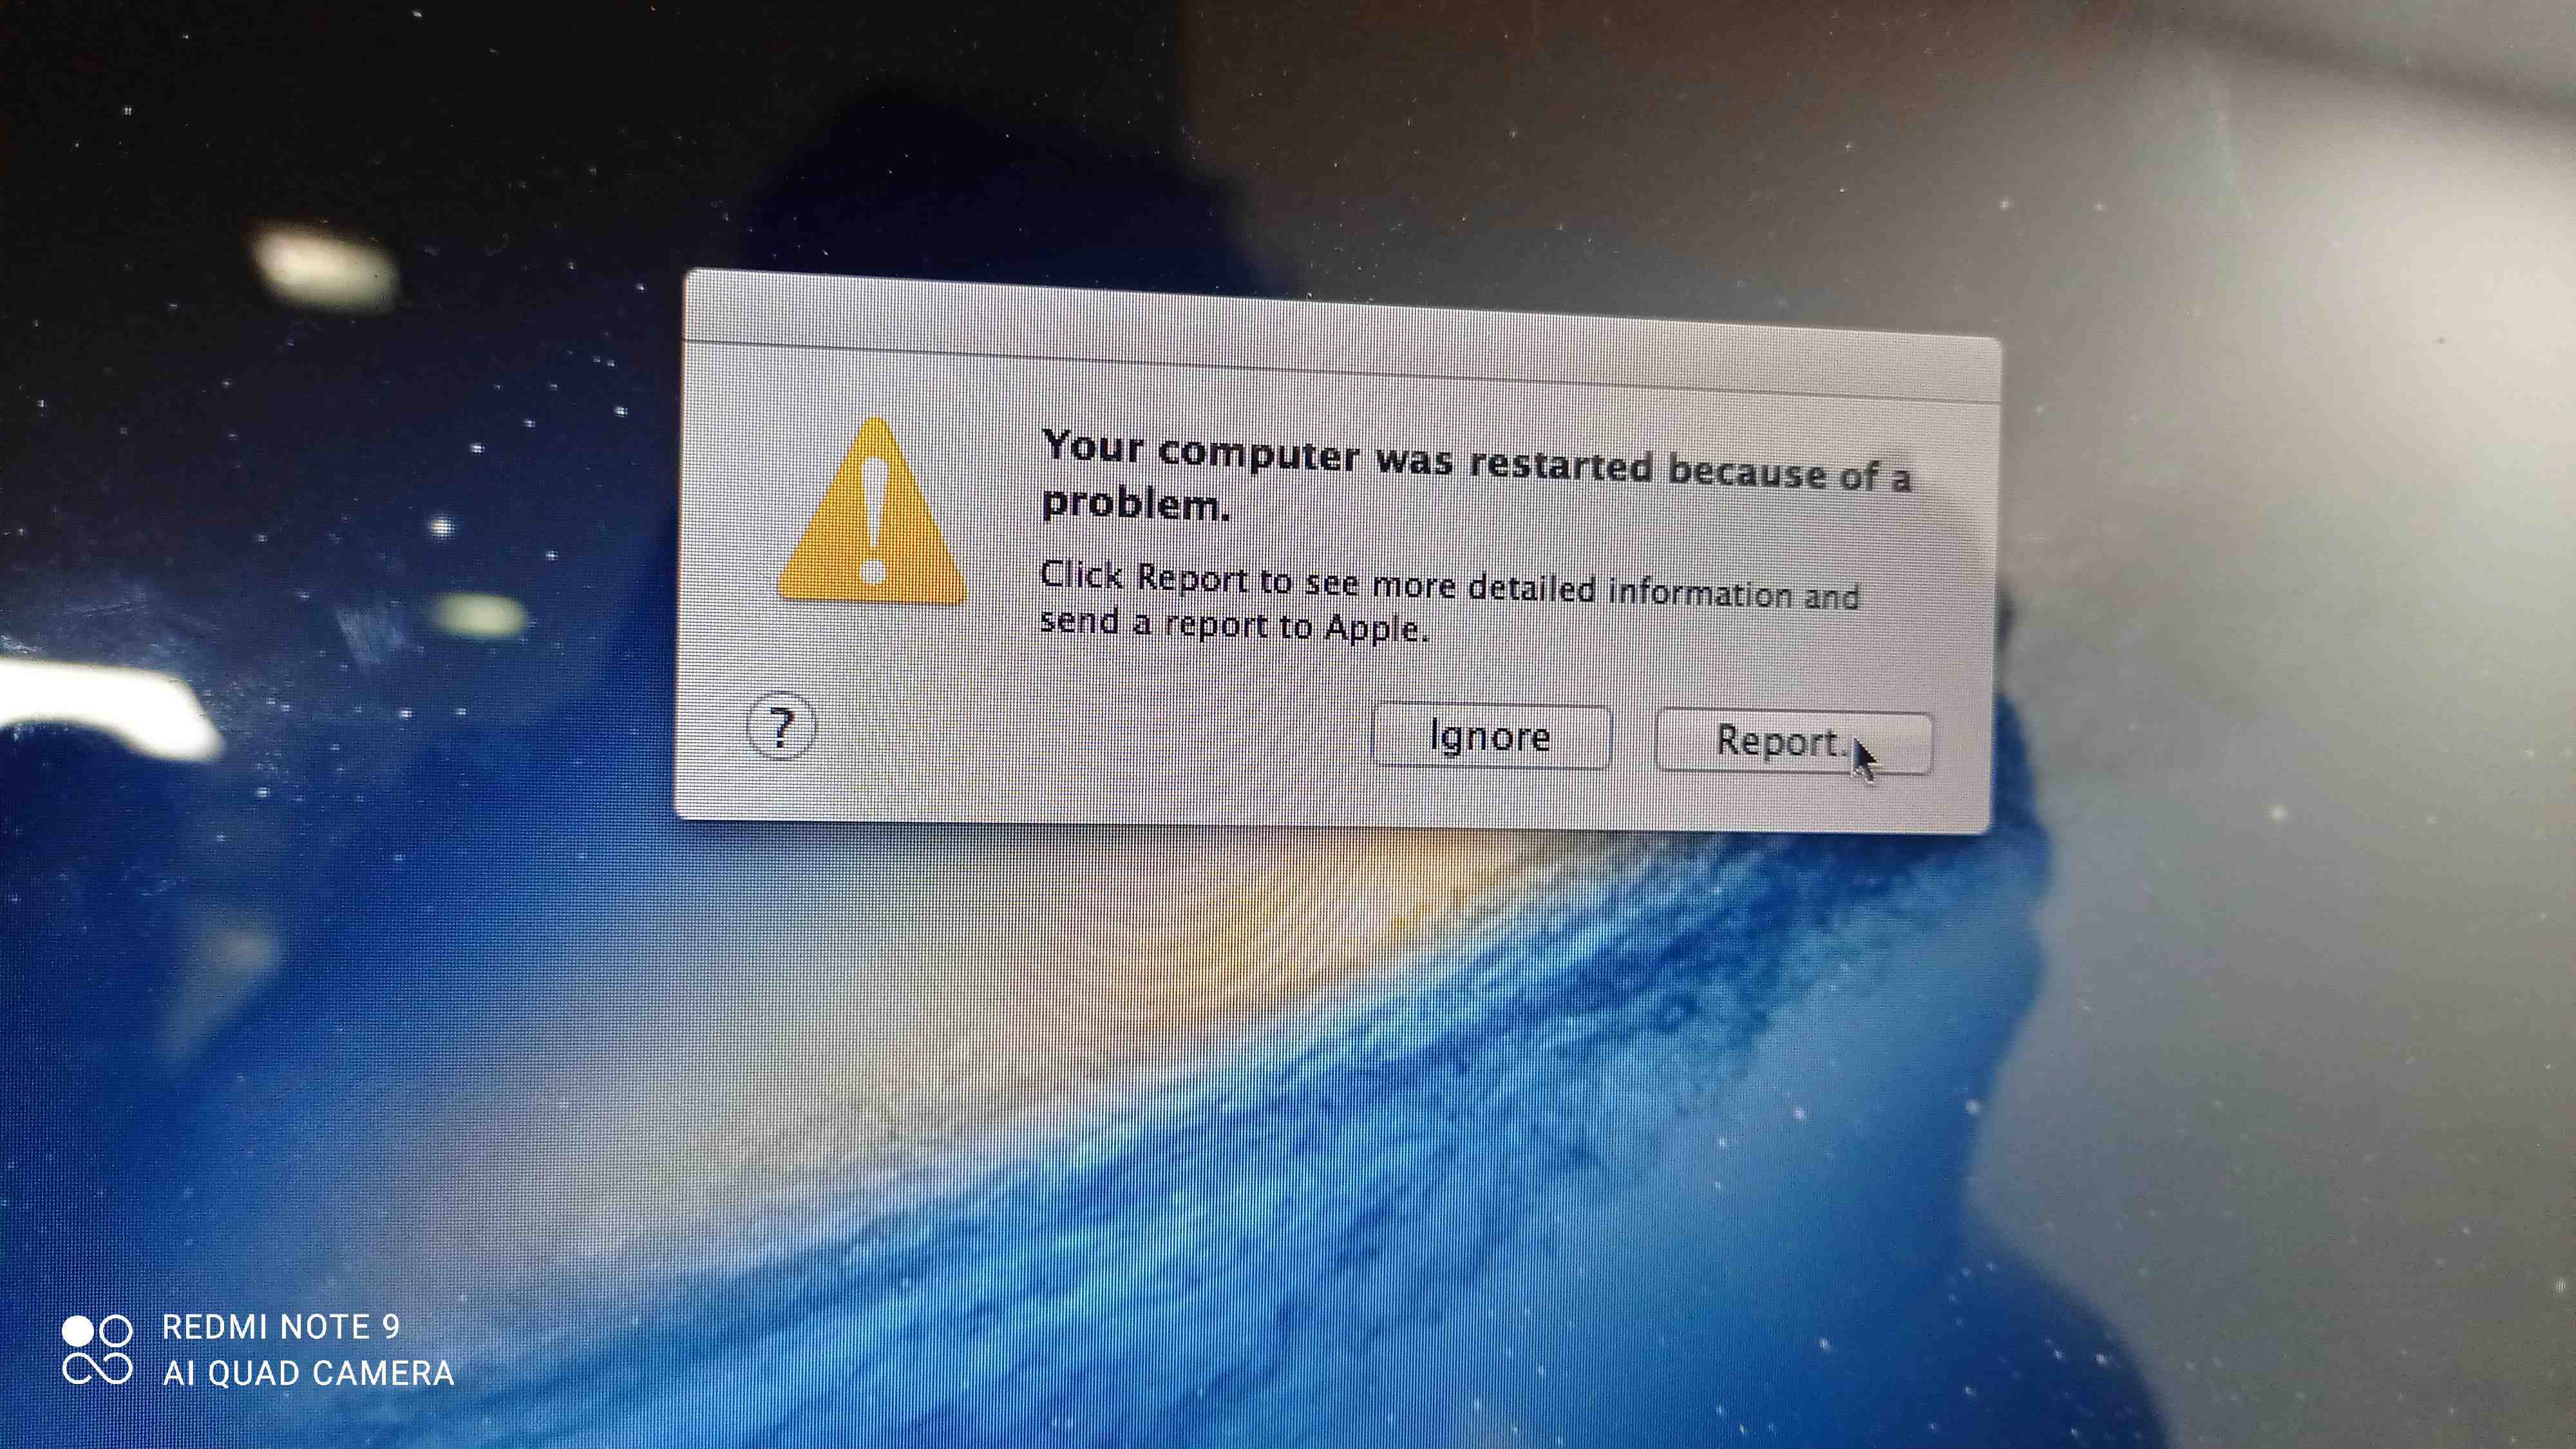 Your computer was restarted because of a
problem.
Click Report to see more detailed information and
send a report to Apple.
?
Ignore
Report..
REDMI NOTE 9
AI QUAD CAMERA